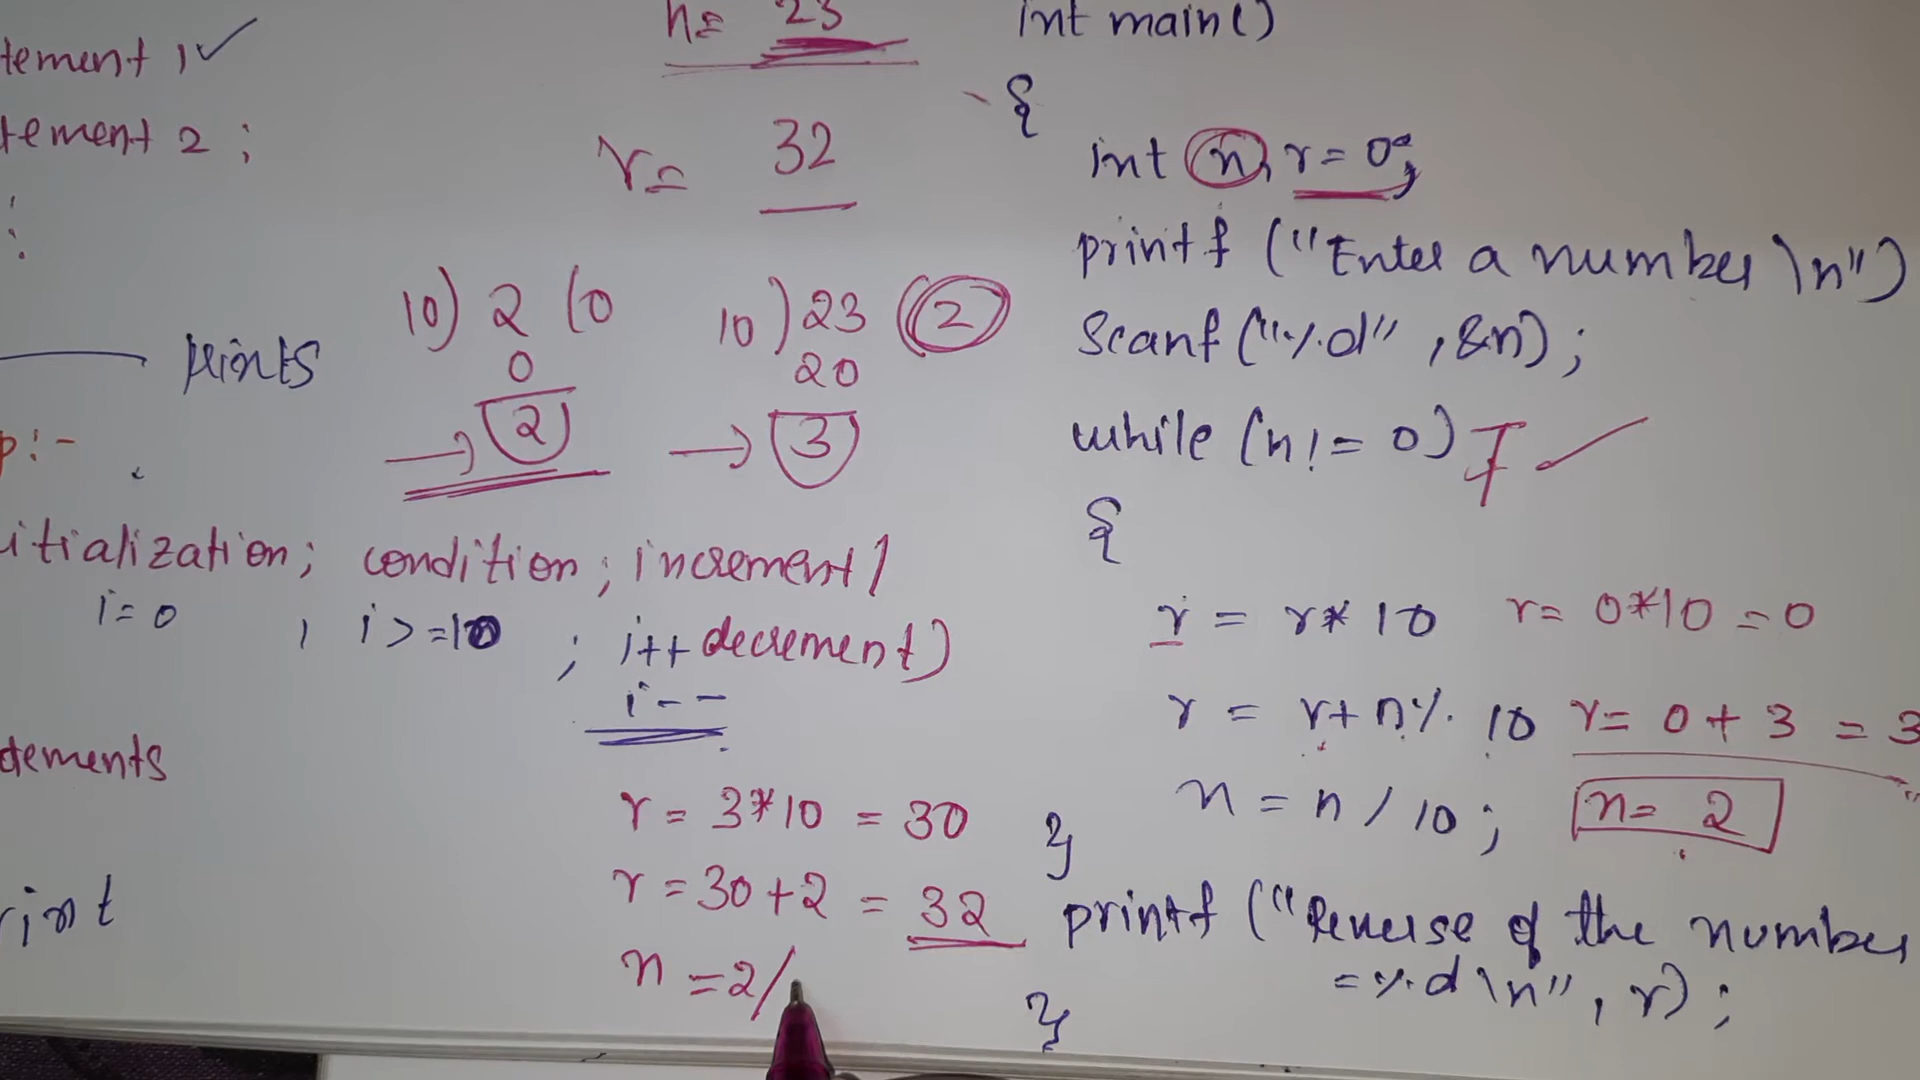 tement 1 ✓
tement 2 ;
:
prints
p:-
itialization; condition; increment/
i=0 , i>=10 ; i++ decrement)
i--
tements
rint
n= 23
r= 32
10) 2 (0
0
→ 2
10) 23 (2)
20
→ 3
r = 3*10 = 30
r = 30+2 = 32
n = 2/
int main()
{
int n, r=0;
printf ("Enter a number \n")
Scanf ("%d", &n);
while (n!=0) T ✓
{
r = r*10 r= 0*10 = 0
r = r+n%10 r= 0+3 = 3
n = n/10; n= 2
}
printf ("Reverse of the number
=%d\n", r);
}